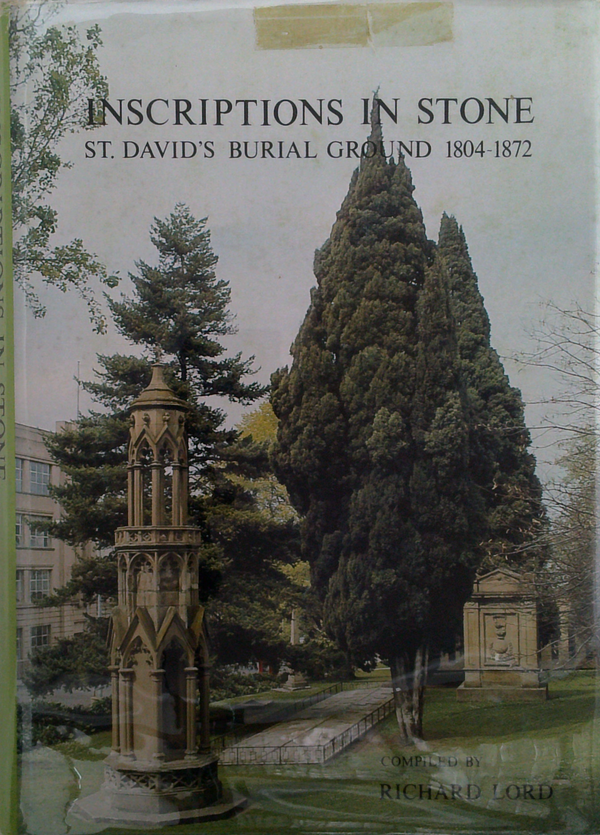 INSCRIPTIONS IN STONE
ST. DAVID'S BURIAL GROUND 1804-1872
COMPILED BY
RICHARD LORD
INSCRIPTIONS IN STONE